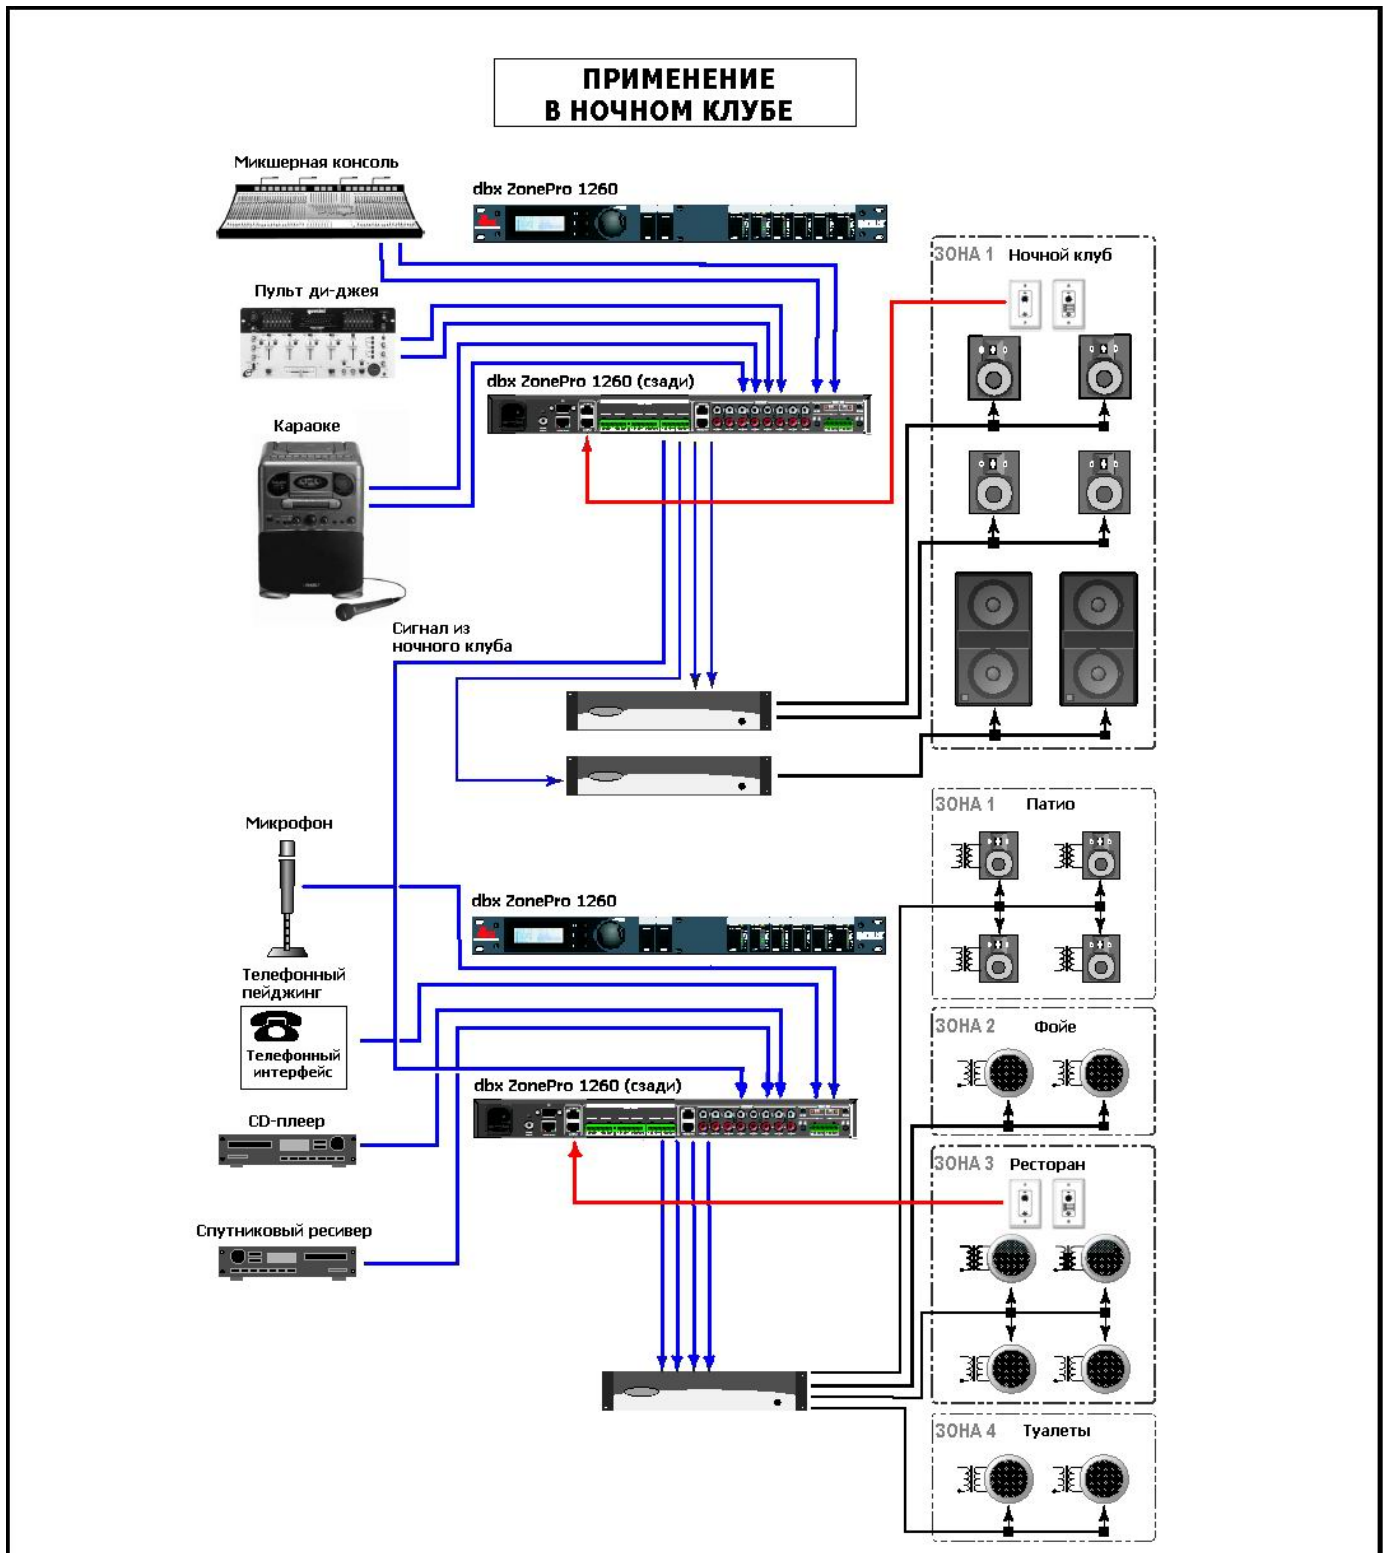 ПРИМЕНЕНИЕ
В НОЧНОМ КЛУБЕ
Микшерная консоль
dbx ZonePro 1260
ЗОНА 1 Ночной клуб
Пульт ди-джея
dbx ZonePro 1260 (сзади)
Караоке
Сигнал из
ночного клуба
ЗОНА 1 Патио
Микрофон
dbx ZonePro 1260
Телефонный
пейджинг
Телефонный
интерфейс
ЗОНА 2 Фойе
dbx ZonePro 1260 (сзади)
CD-плеер
ЗОНА 3 Ресторан
Спутниковый ресивер
ЗОНА 4 Туалеты